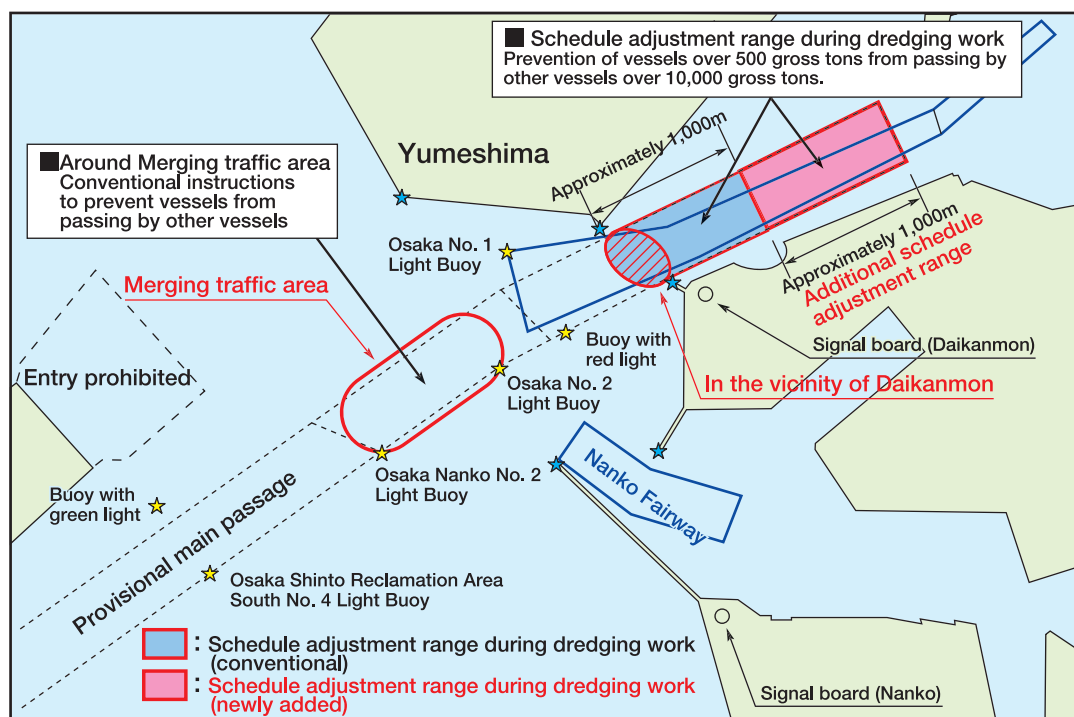 ■ Schedule adjustment range during dredging work
Prevention of vessels over 500 gross tons from passing by
other vessels over 10,000 gross tons.
■Around Merging traffic area
Conventional instructions
to prevent vessels from
passing by other vessels
Yumeshima
Approximately 1,000m
Approximately 1,000m
Additional schedule
adjustment range
Osaka No. 1
Light Buoy
Merging traffic area
Signal board (Daikanmon)
Buoy with
red light
In the vicinity of Daikanmon
Entry prohibited
Osaka No. 2
Light Buoy
Osaka Nanko No. 2
Light Buoy
Nanko Fairway
Buoy with
green light
Provisional main passage
Osaka Shinto Reclamation Area
South No. 4 Light Buoy
: Schedule adjustment range during dredging work
(conventional)
: Schedule adjustment range during dredging work
(newly added)
Signal board (Nanko)